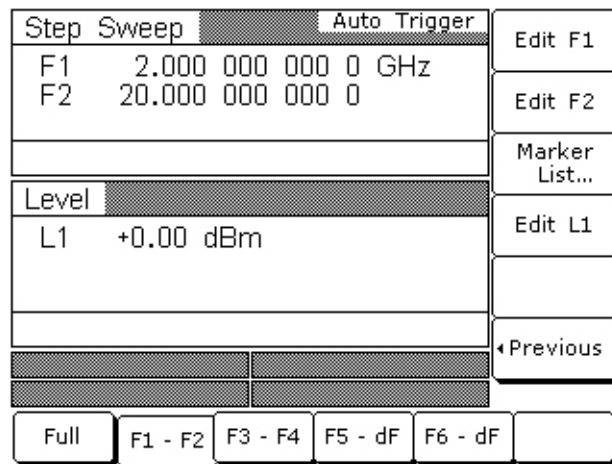 Step Sweep Auto Trigger
F1 2.000 000 000 0 GHz
F2 20.000 000 000 0
Level
L1 +0.00 dBm
Edit F1
Edit F2
Marker
List...
Edit L1
Previous
Full F1 - F2 F3 - F4 F5 - dF F6 - dF